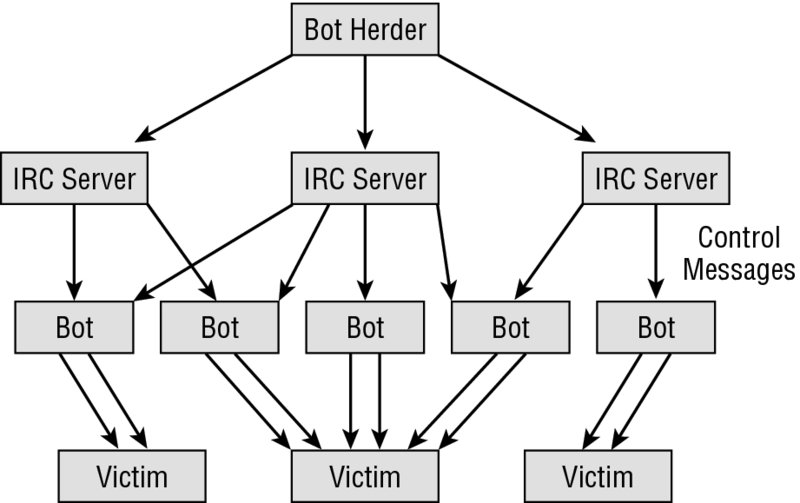 Bot Herder
IRC Server
IRC Server
IRC Server
Control
Messages
Bot
Bot
Bot
Bot
Bot
Victim
Victim
Victim